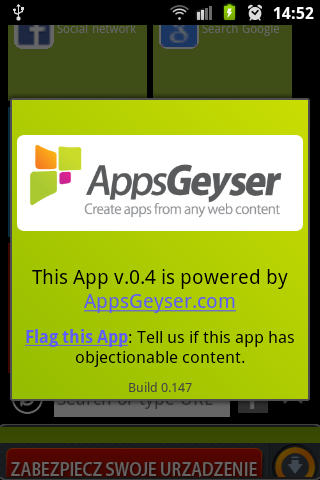 14:52
Social network
Search Google
AppsGeyser
Create apps from any web content
This App v.0.4 is powered by
AppsGeyser.com
Flag this App: Tell us if this app has
objectionable content.
Build 0.147
Search or type URL
ZABEZPIECZ SWOJE URZĄDZENIE